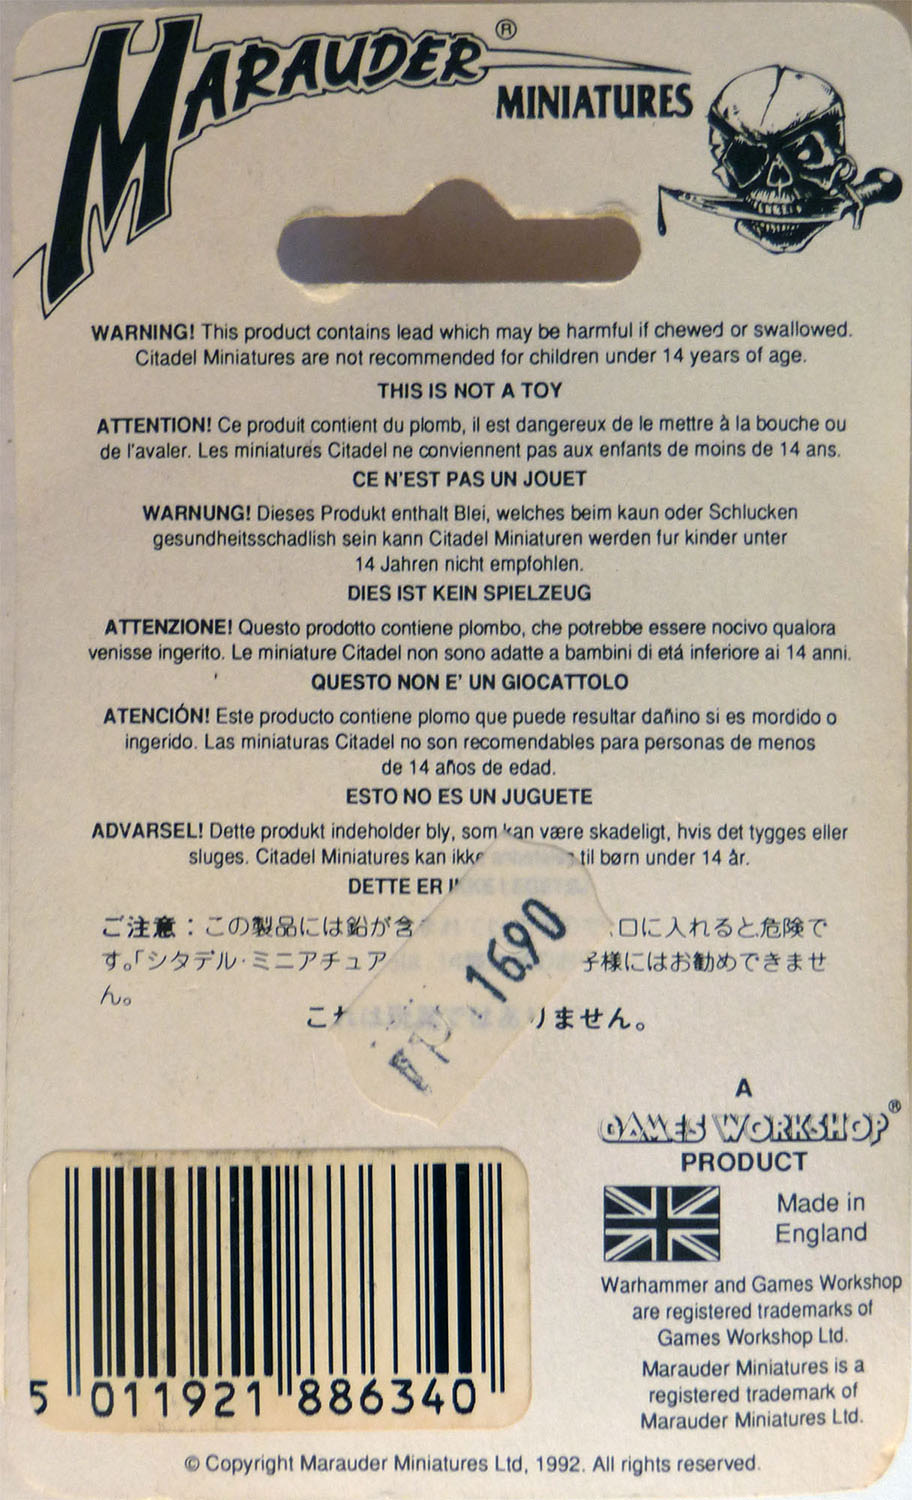 MARAUDER®
MINIATURES
WARNING! This product contains lead which may be harmful if chewed or swallowed.
Citadel Miniatures are not recommended for children under 14 years of age.
THIS IS NOT A TOY
ATTENTION! Ce produit contient du plomb, il est dangereux de le mettre à la bouche ou
de l'avaler. Les miniatures Citadel ne conviennent pas aux enfants de moins de 14 ans.
CE N'EST PAS UN JOUET
WARNUNG! Dieses Produkt enthalt Blei, welches beim kaun oder Schlucken
gesundheitsschadlish sein kann Citadel Miniaturen werden fur kinder unter
14 Jahren nicht empfohlen.
DIES IST KEIN SPIELZEUG
ATTENZIONE! Questo prodotto contiene plombo, che potrebbe essere nocivo qualora
venisse ingerito. Le miniature Citadel non sono adatte a bambini di etá inferiore ai 14 anni.
QUESTO NON E' UN GIOCATTOLO
ATENCIÓN! Este producto contiene plomo que puede resultar dañino si es mordido o
ingerido. Las miniaturas Citadel no son recomendables para personas de menos
de 14 años de edad.
ESTO NO ES UN JUGUETE
ADVARSEL! Dette produkt indeholder bly, som kan være skadeligt, hvis det tygges eller
sluges. Citadel Miniatures kan ikke til børn under 14 år.
DETTE ER
ご注意：この製品には鉛が含 口に入れると危険で
す。「シタデル・ミニアチュア 子様にはお勧めできませ
ん。
こ りません。
1690
A
GAMES WORKSHOP®
PRODUCT
Made in
England
Warhammer and Games Workshop
are registered trademarks of
Games Workshop Ltd.
Marauder Miniatures is a
registered trademark of
Marauder Miniatures Ltd.
5 011921 886340
© Copyright Marauder Miniatures Ltd, 1992. All rights reserved.